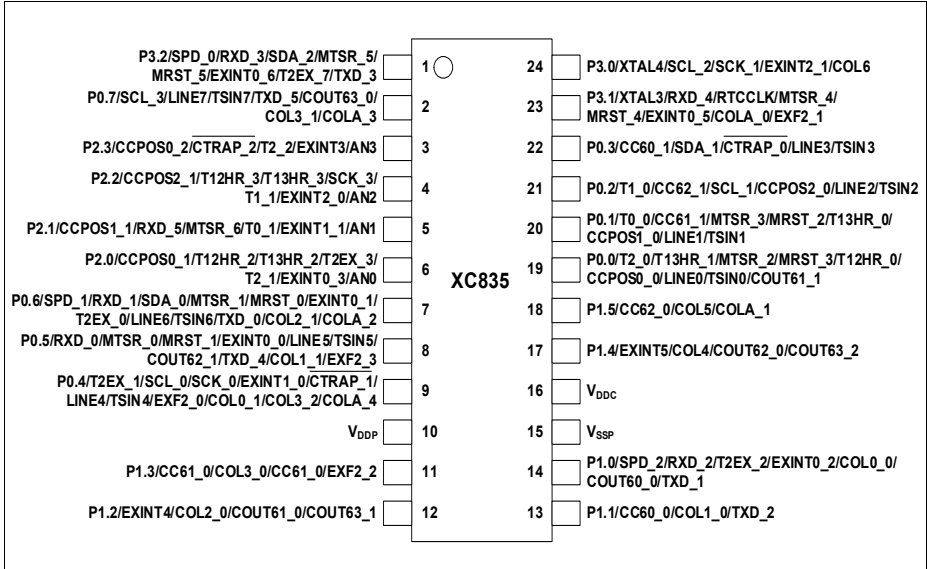 P3.2/SPD_0/RXD_3/SDA_2/MTSR_5/
MRST_5/EXINT0_6/T2EX_7/TXD_3
1
P0.7/SCL_3/LINE7/TSIN7/TXD_5/COUT63_0/
COL3_1/COLA_3
2
P2.3/CCPOS0_2/CTRAP_2/T2_2/EXINT3/AN3
3
P2.2/CCPOS2_1/T12HR_3/T13HR_3/SCK_3/
T1_1/EXINT2_0/AN2
4
P2.1/CCPOS1_1/RXD_5/MTSR_6/T0_1/EXINT1_1/AN1
5
P2.0/CCPOS0_1/T12HR_2/T13HR_2/T2EX_3/
T2_1/EXINT0_3/AN0
6
P0.6/SPD_1/RXD_1/SDA_0/MTSR_1/MRST_0/EXINT0_1/
T2EX_0/LINE6/TSIN6/TXD_0/COL2_1/COLA_2
7
P0.5/RXD_0/MTSR_0/MRST_1/EXINT0_0/LINE5/TSIN5/
COUT62_1/TXD_4/COL1_1/EXF2_3
8
P0.4/T2EX_1/SCL_0/SCK_0/EXINT1_0/CTRAP_1/
LINE4/TSIN4/EXF2_0/COL0_1/COL3_2/COLA_4
9
VDDP
10
P1.3/CC61_0/COL3_0/CC61_0/EXF2_2
11
P1.2/EXINT4/COL2_0/COUT61_0/COUT63_1
12
XC835
24
P3.0/XTAL4/SCL_2/SCK_1/EXINT2_1/COL6
23
P3.1/XTAL3/RXD_4/RTCCLK/MTSR_4/
MRST_4/EXINT0_5/COLA_0/EXF2_1
22
P0.3/CC60_1/SDA_1/CTRAP_0/LINE3/TSIN3
21
P0.2/T1_0/CC62_1/SCL_1/CCPOS2_0/LINE2/TSIN2
20
P0.1/T0_0/CC61_1/MTSR_3/MRST_2/T13HR_0/
CCPOS1_0/LINE1/TSIN1
19
P0.0/T2_0/T13HR_1/MTSR_2/MRST_3/T12HR_0/
CCPOS0_0/LINE0/TSIN0/COUT61_1
18
P1.5/CC62_0/COL5/COLA_1
17
P1.4/EXINT5/COL4/COUT62_0/COUT63_2
16
VDDC
15
VSSP
14
P1.0/SPD_2/RXD_2/T2EX_2/EXINT0_2/COL0_0/
COUT60_0/TXD_1
13
P1.1/CC60_0/COL1_0/TXD_2